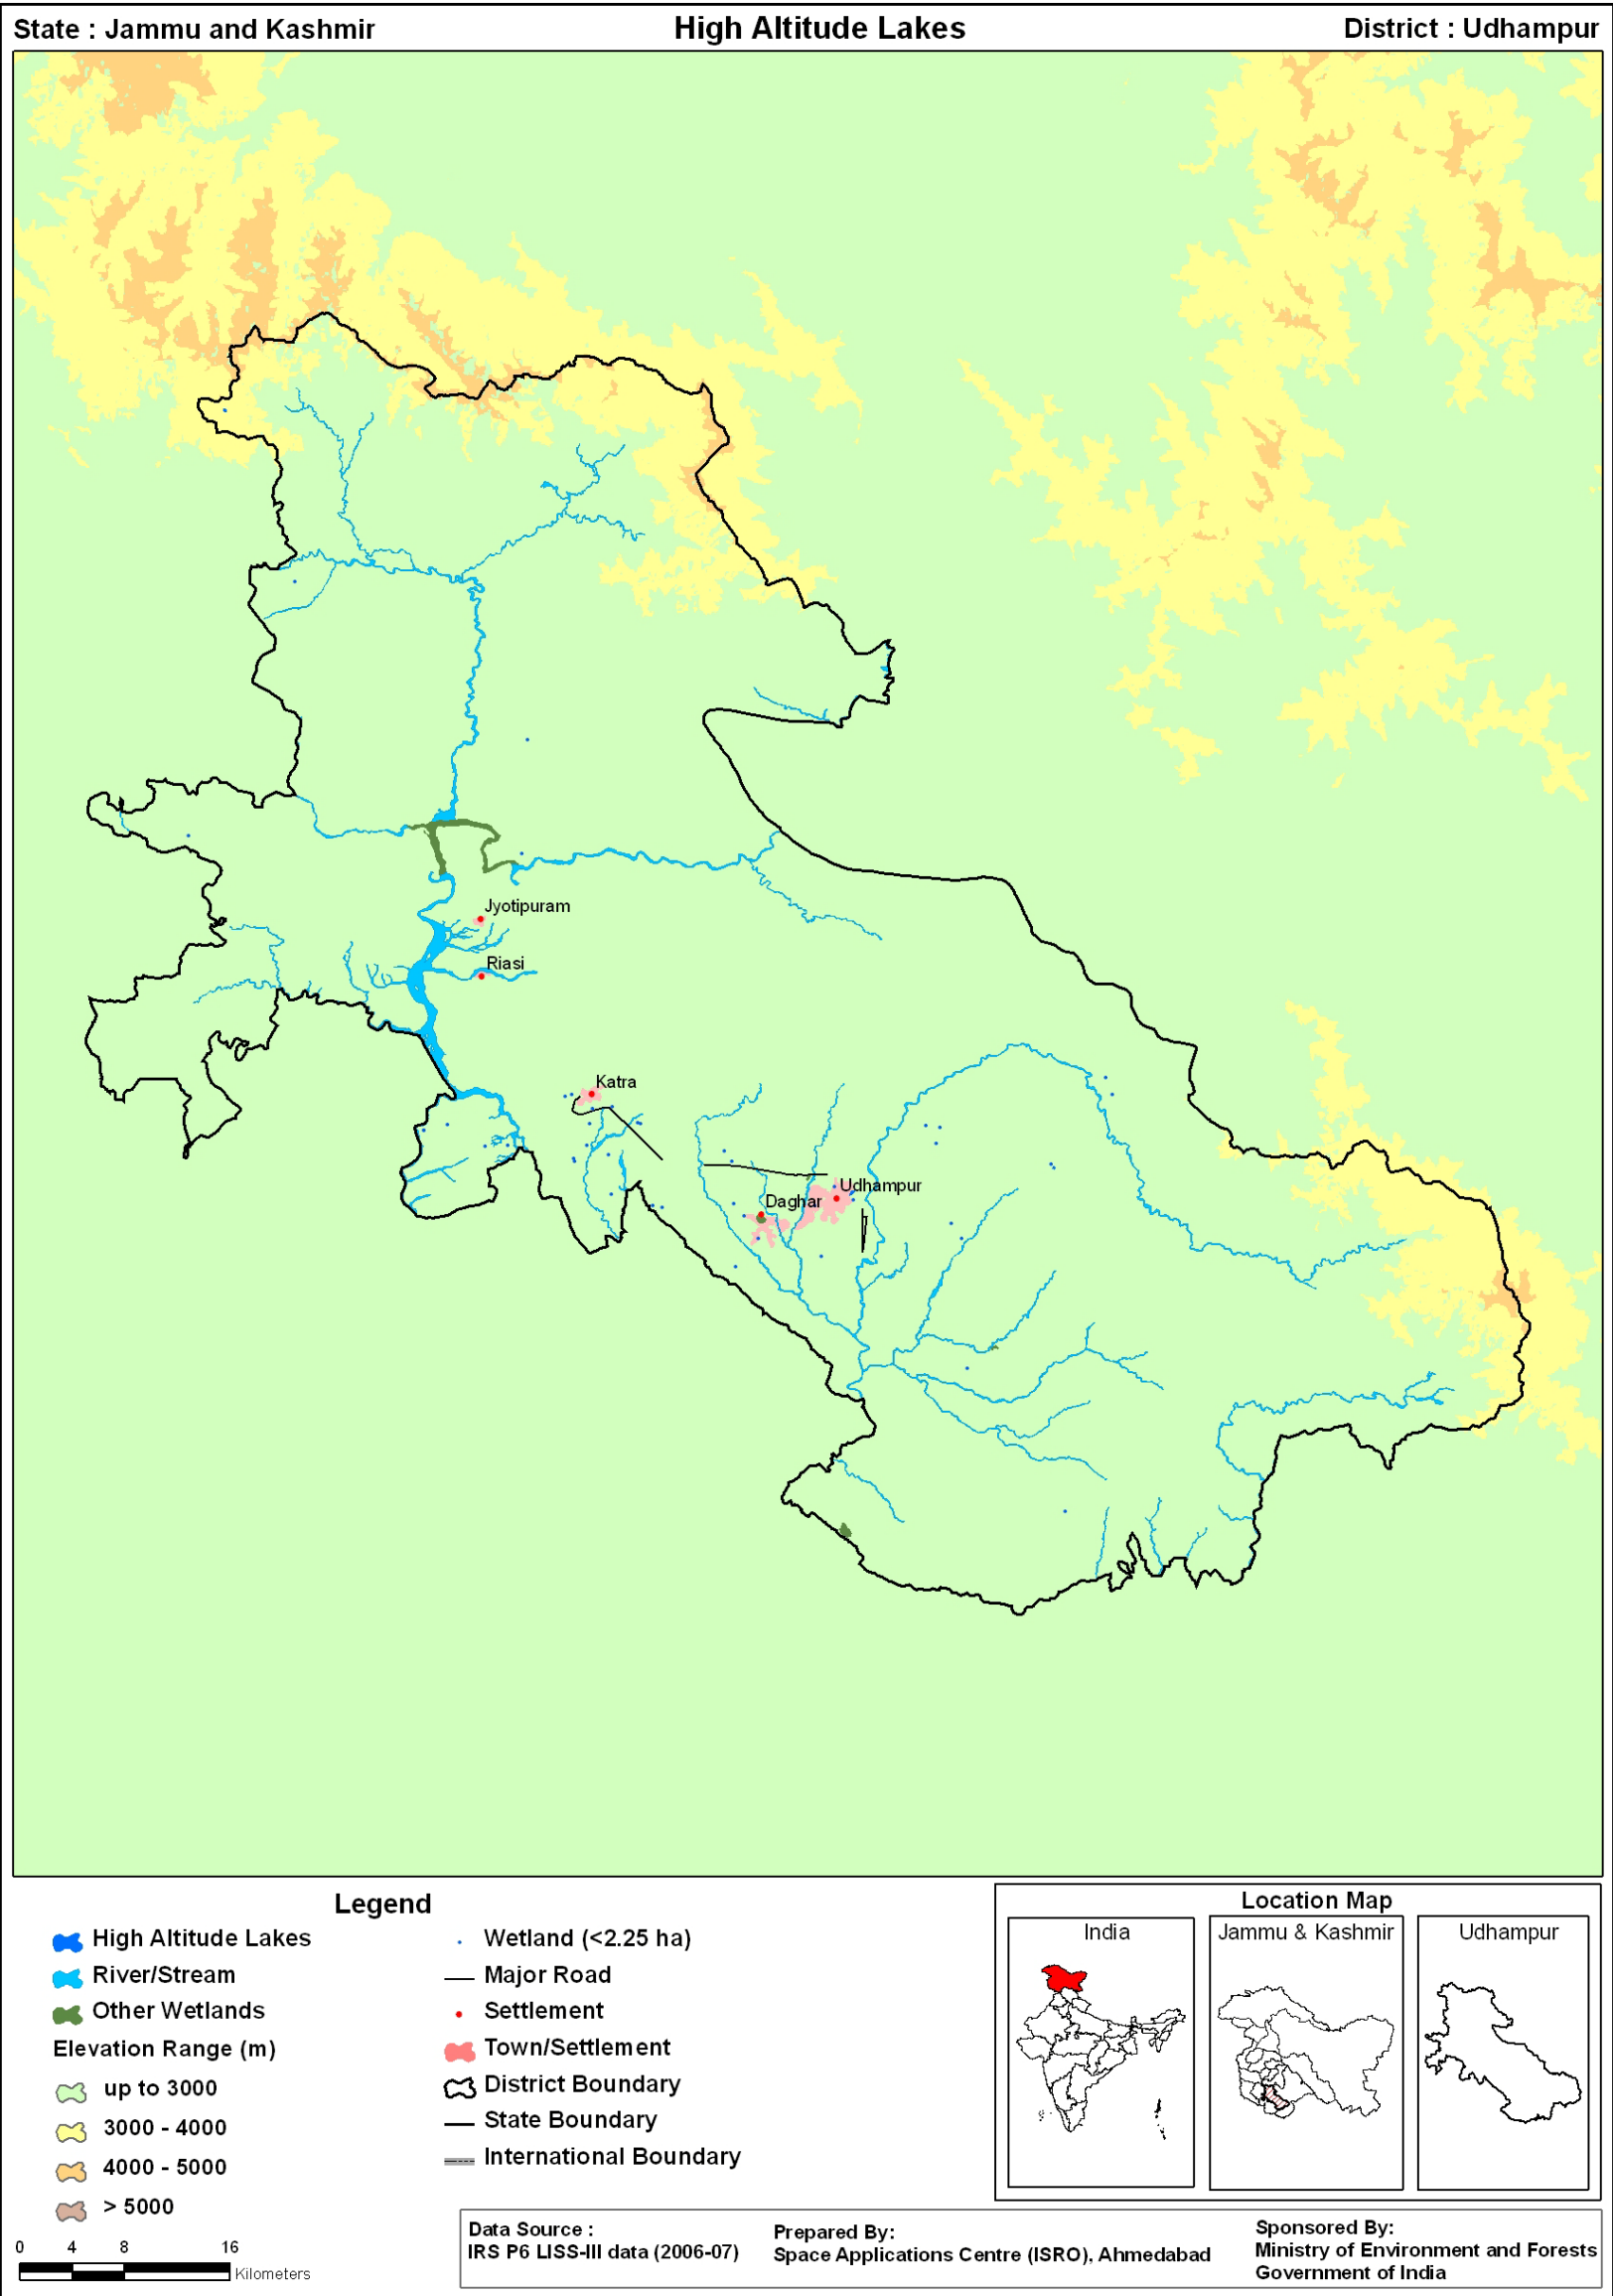 State : Jammu and Kashmir
High Altitude Lakes
District : Udhampur
Jyotipuram
Riasi
Katra
Udhampur
Daghar
Legend
High Altitude Lakes
River/Stream
Other Wetlands
Elevation Range (m)
up to 3000
3000 - 4000
4000 - 5000
> 5000
0 4 8 16
Kilometers
Wetland (<2.25 ha)
Major Road
Settlement
Town/Settlement
District Boundary
State Boundary
International Boundary
Location Map
India
Jammu & Kashmir
Udhampur
Data Source :
IRS P6 LISS-III data (2006-07)
Prepared By:
Space Applications Centre (ISRO), Ahmedabad
Sponsored By:
Ministry of Environment and Forests
Government of India